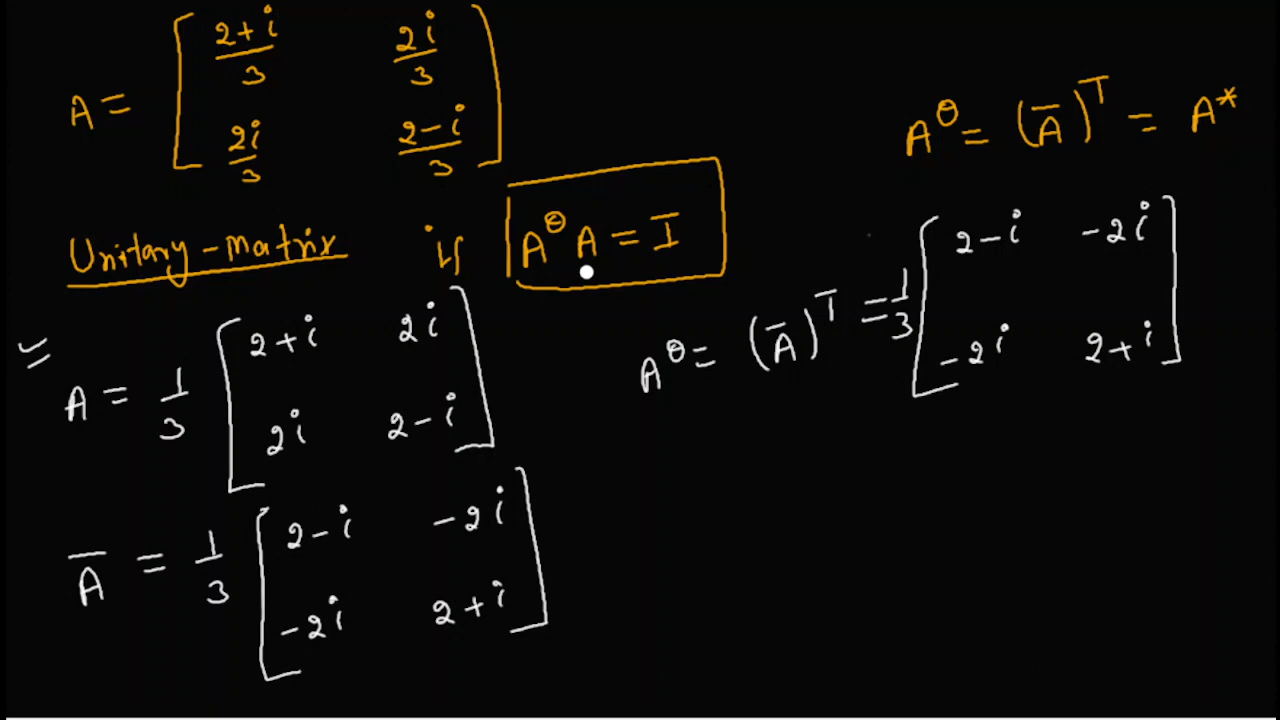 A = [ (2+i)/3  2i/3
2i/3  (2-i)/3 ]
A^θ = (A̅)^T = A*
Unitary-matrix if A^θ A = I
A = 1/3 [ 2+i  2i
2i  2-i ]
A̅ = 1/3 [ 2-i  -2i
-2i  2+i ]
A^θ = (A̅)^T = 1/3 [ 2-i  -2i
-2i  2+i ]